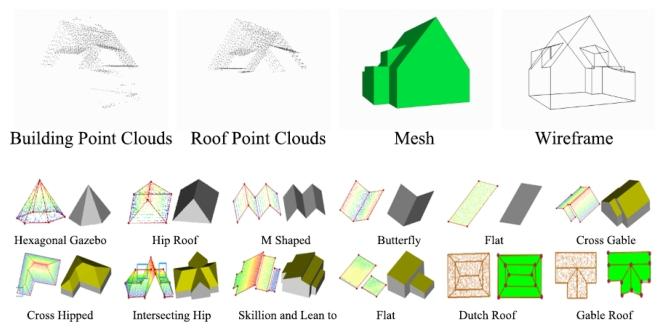 Building Point Clouds Roof Point Clouds Mesh Wireframe
Hexagonal Gazebo Hip Roof M Shaped Butterfly Flat Cross Gable
Cross Hipped Intersecting Hip Skillion and Lean to Flat Dutch Roof Gable Roof